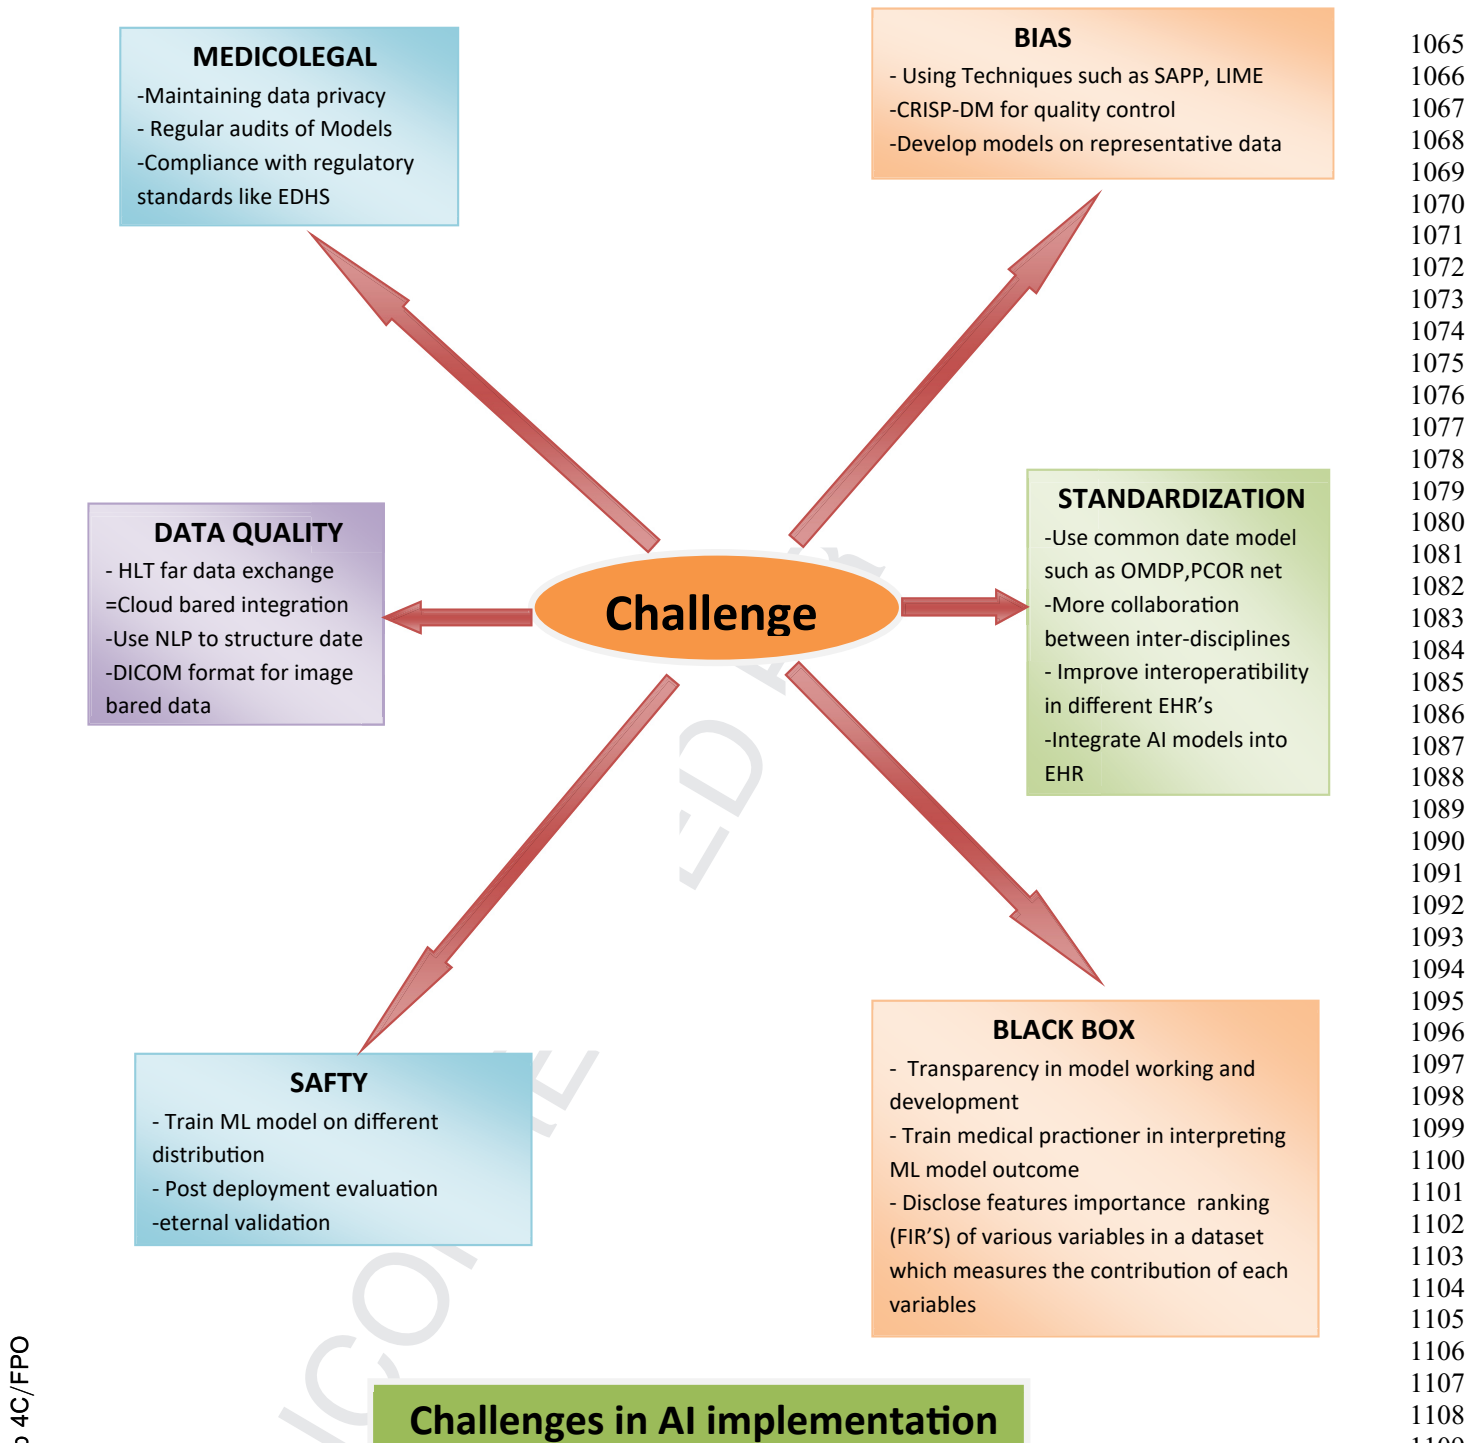 MEDICOLEGAL
-Maintaining data privacy
- Regular audits of Models
-Compliance with regulatory
standards like EDHS
BIAS
- Using Techniques such as SAPP, LIME
-CRISP-DM for quality control
-Develop models on representative data
DATA QUALITY
- HLT far data exchange
=Cloud bared integration
-Use NLP to structure date
-DICOM format for image
bared data
Challenge
STANDARDIZATION
-Use common date model
such as OMDP,PCOR net
-More collaboration
between inter-disciplines
- Improve interoperatibility
in different EHR’s
-Integrate AI models into
EHR
SAFTY
- Train ML model on different
distribution
- Post deployment evaluation
-eternal validation
BLACK BOX
- Transparency in model working and
development
- Train medical practioner in interpreting
ML model outcome
- Disclose features importance ranking
(FIR’S) of various variables in a dataset
which measures the contribution of each
variables
Challenges in AI implementation
4C/FPO
1065
1066
1067
1068
1069
1070
1071
1072
1073
1074
1075
1076
1077
1078
1079
1080
1081
1082
1083
1084
1085
1086
1087
1088
1089
1090
1091
1092
1093
1094
1095
1096
1097
1098
1099
1100
1101
1102
1103
1104
1105
1106
1107
1108